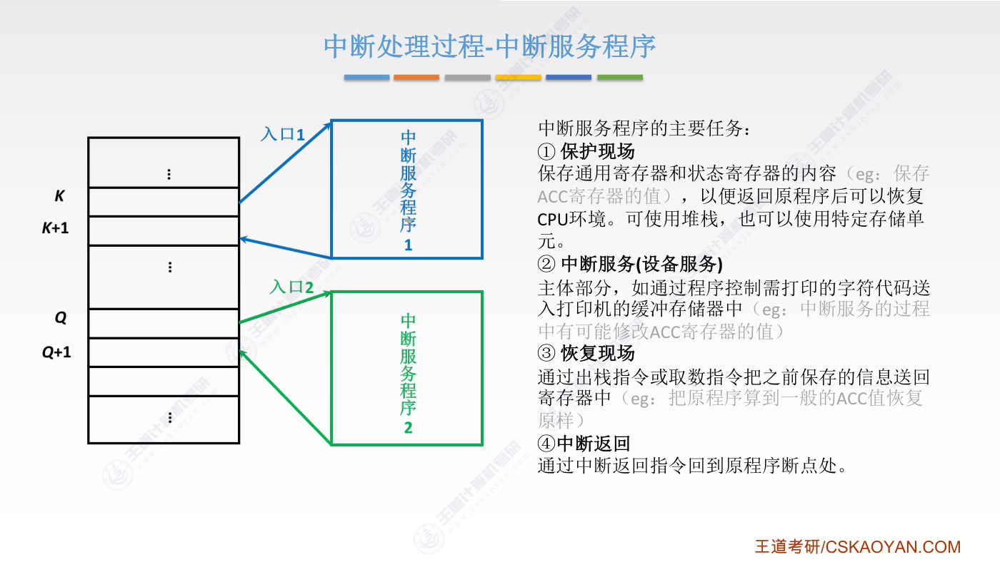 中断处理过程-中断服务程序
入口1
中断服务程序1
⋮
K
K+1
⋮
入口2
中断服务程序2
Q
Q+1
⋮
中断服务程序的主要任务：
① 保护现场
保存通用寄存器和状态寄存器的内容（eg：保存
ACC寄存器的值），以便返回原程序后可以恢复
CPU环境。可使用堆栈，也可以使用特定存储单
元。
② 中断服务(设备服务)
主体部分，如通过程序控制需打印的字符代码送
入打印机的缓冲存储器中（eg：中断服务的过程
中有可能修改ACC寄存器的值）
③ 恢复现场
通过出栈指令或取数指令把之前保存的信息送回
寄存器中（eg：把原程序算到一般的ACC值恢复
原样）
④中断返回
通过中断返回指令回到原程序断点处。
王道考研/CSKAOYAN.COM